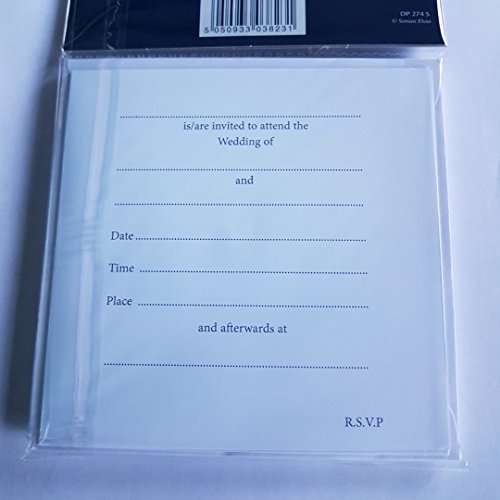 DP 274 S
© Simon Elvin
5 050933 038231
is/are invited to attend the
Wedding of
and
Date
Time
Place
and afterwards at
R.S.V.P